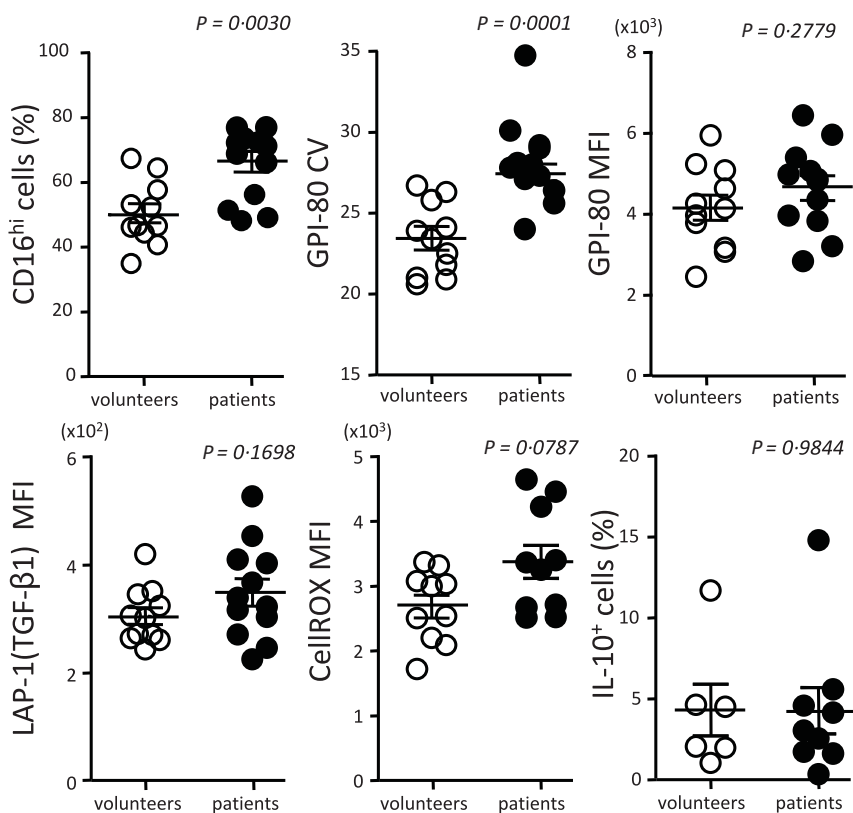 P = 0·0030
CD16hi cells (%)
100
80
60
40
20
0
volunteers patients
P = 0·0001
GPI-80 CV
35
30
25
20
15
volunteers patients
(x10³)
P = 0·2779
GPI-80 MFI
8
6
4
2
0
volunteers patients
(x10²)
P = 0·1698
LAP-1(TGF-β1) MFI
6
4
2
0
volunteers patients
(x10³)
P = 0·0787
CellROX MFI
5
4
3
2
1
0
volunteers patients
P = 0·9844
IL-10⁺ cells (%)
20
15
10
5
0
volunteers patients